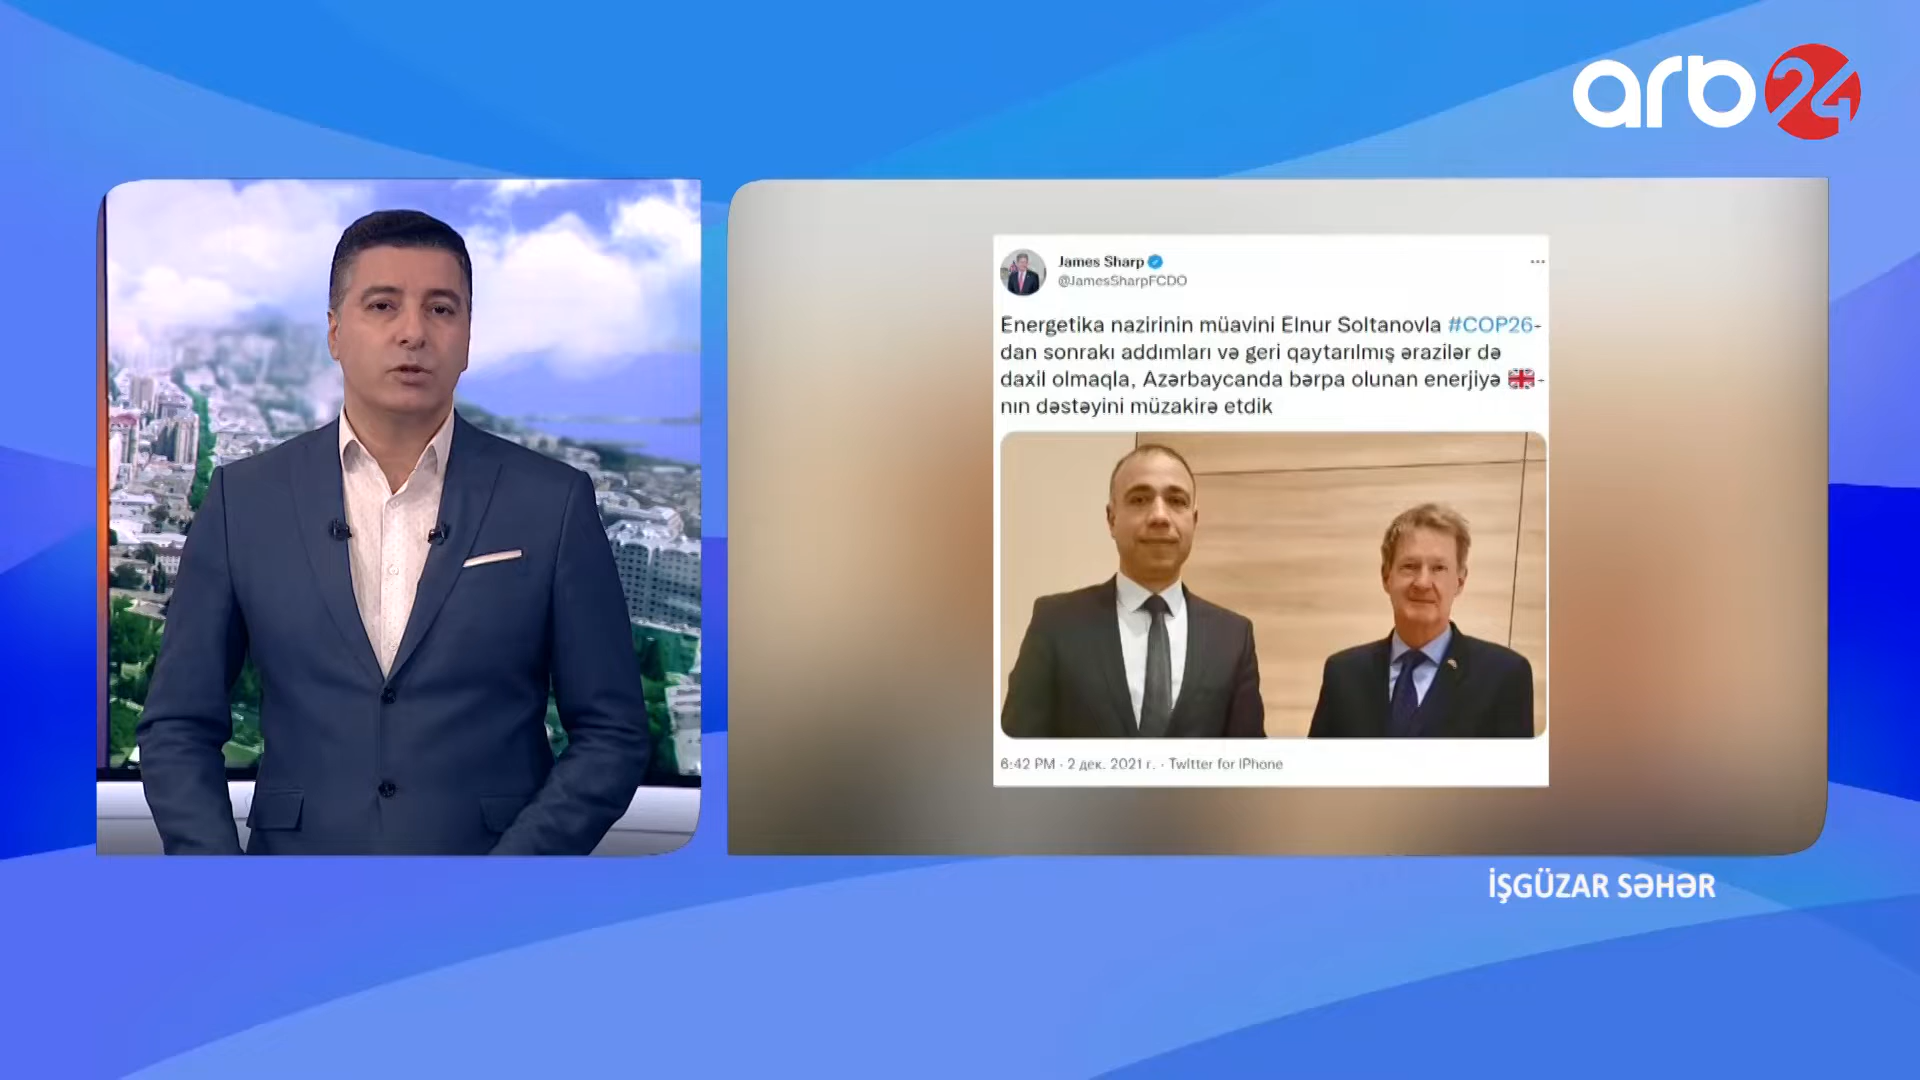 arb 24
James Sharp
@JamesSharpFCDO
Energetika nazirinin müavini Elnur Soltanovla #COP26-
dan sonrakı addımları və geri qaytarılmış ərazilər də
daxil olmaqla, Azərbaycanda bərpa olunan enerjiyə 🇬🇧-
nın dəstəyini müzakirə etdik
6:42 PM · 2 дек. 2021 г. · Twitter for iPhone
İŞGÜZAR SƏHƏR